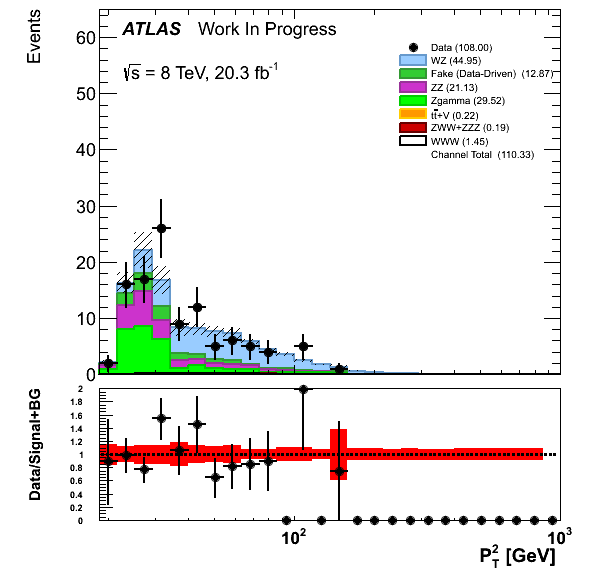 Events
60
50
40
30
20
10
0
ATLAS Work In Progress
√s = 8 TeV, 20.3 fb⁻¹
Data (108.00)
WZ (44.95)
Fake (Data-Driven) (12.87)
ZZ (21.13)
Zgamma (29.52)
tt̄+V (0.22)
ZWW+ZZZ (0.19)
WWW (1.45)
Channel Total (110.33)
Data/Signal+BG
2
1.8
1.6
1.4
1.2
1
0.8
0.6
0.4
0.2
0
10²
10³
P²_T [GeV]